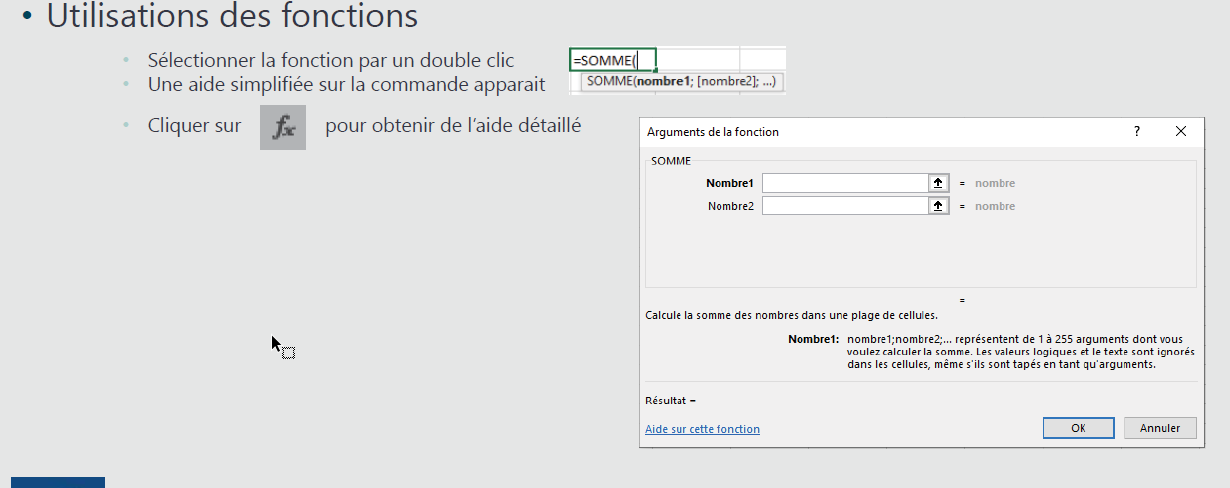 • Utilisations des fonctions
• Sélectionner la fonction par un double clic
=SOMME(
• Une aide simplifiée sur la commande apparait
SOMME(nombre1; [nombre2]; ...)
• Cliquer sur fx pour obtenir de l'aide détaillé
Arguments de la fonction ? ×
SOMME
Nombre1 = nombre
Nombre2 = nombre
=
Calcule la somme des nombres dans une plage de cellules.
Nombre1: nombre1;nombre2;... représentent de 1 à 255 arguments dont vous
voulez calculer la somme. Les valeurs logiques et le texte sont ignorés
dans les cellules, même s'ils sont tapés en tant qu'arguments.
Résultat =
Aide sur cette fonction
OK Annuler